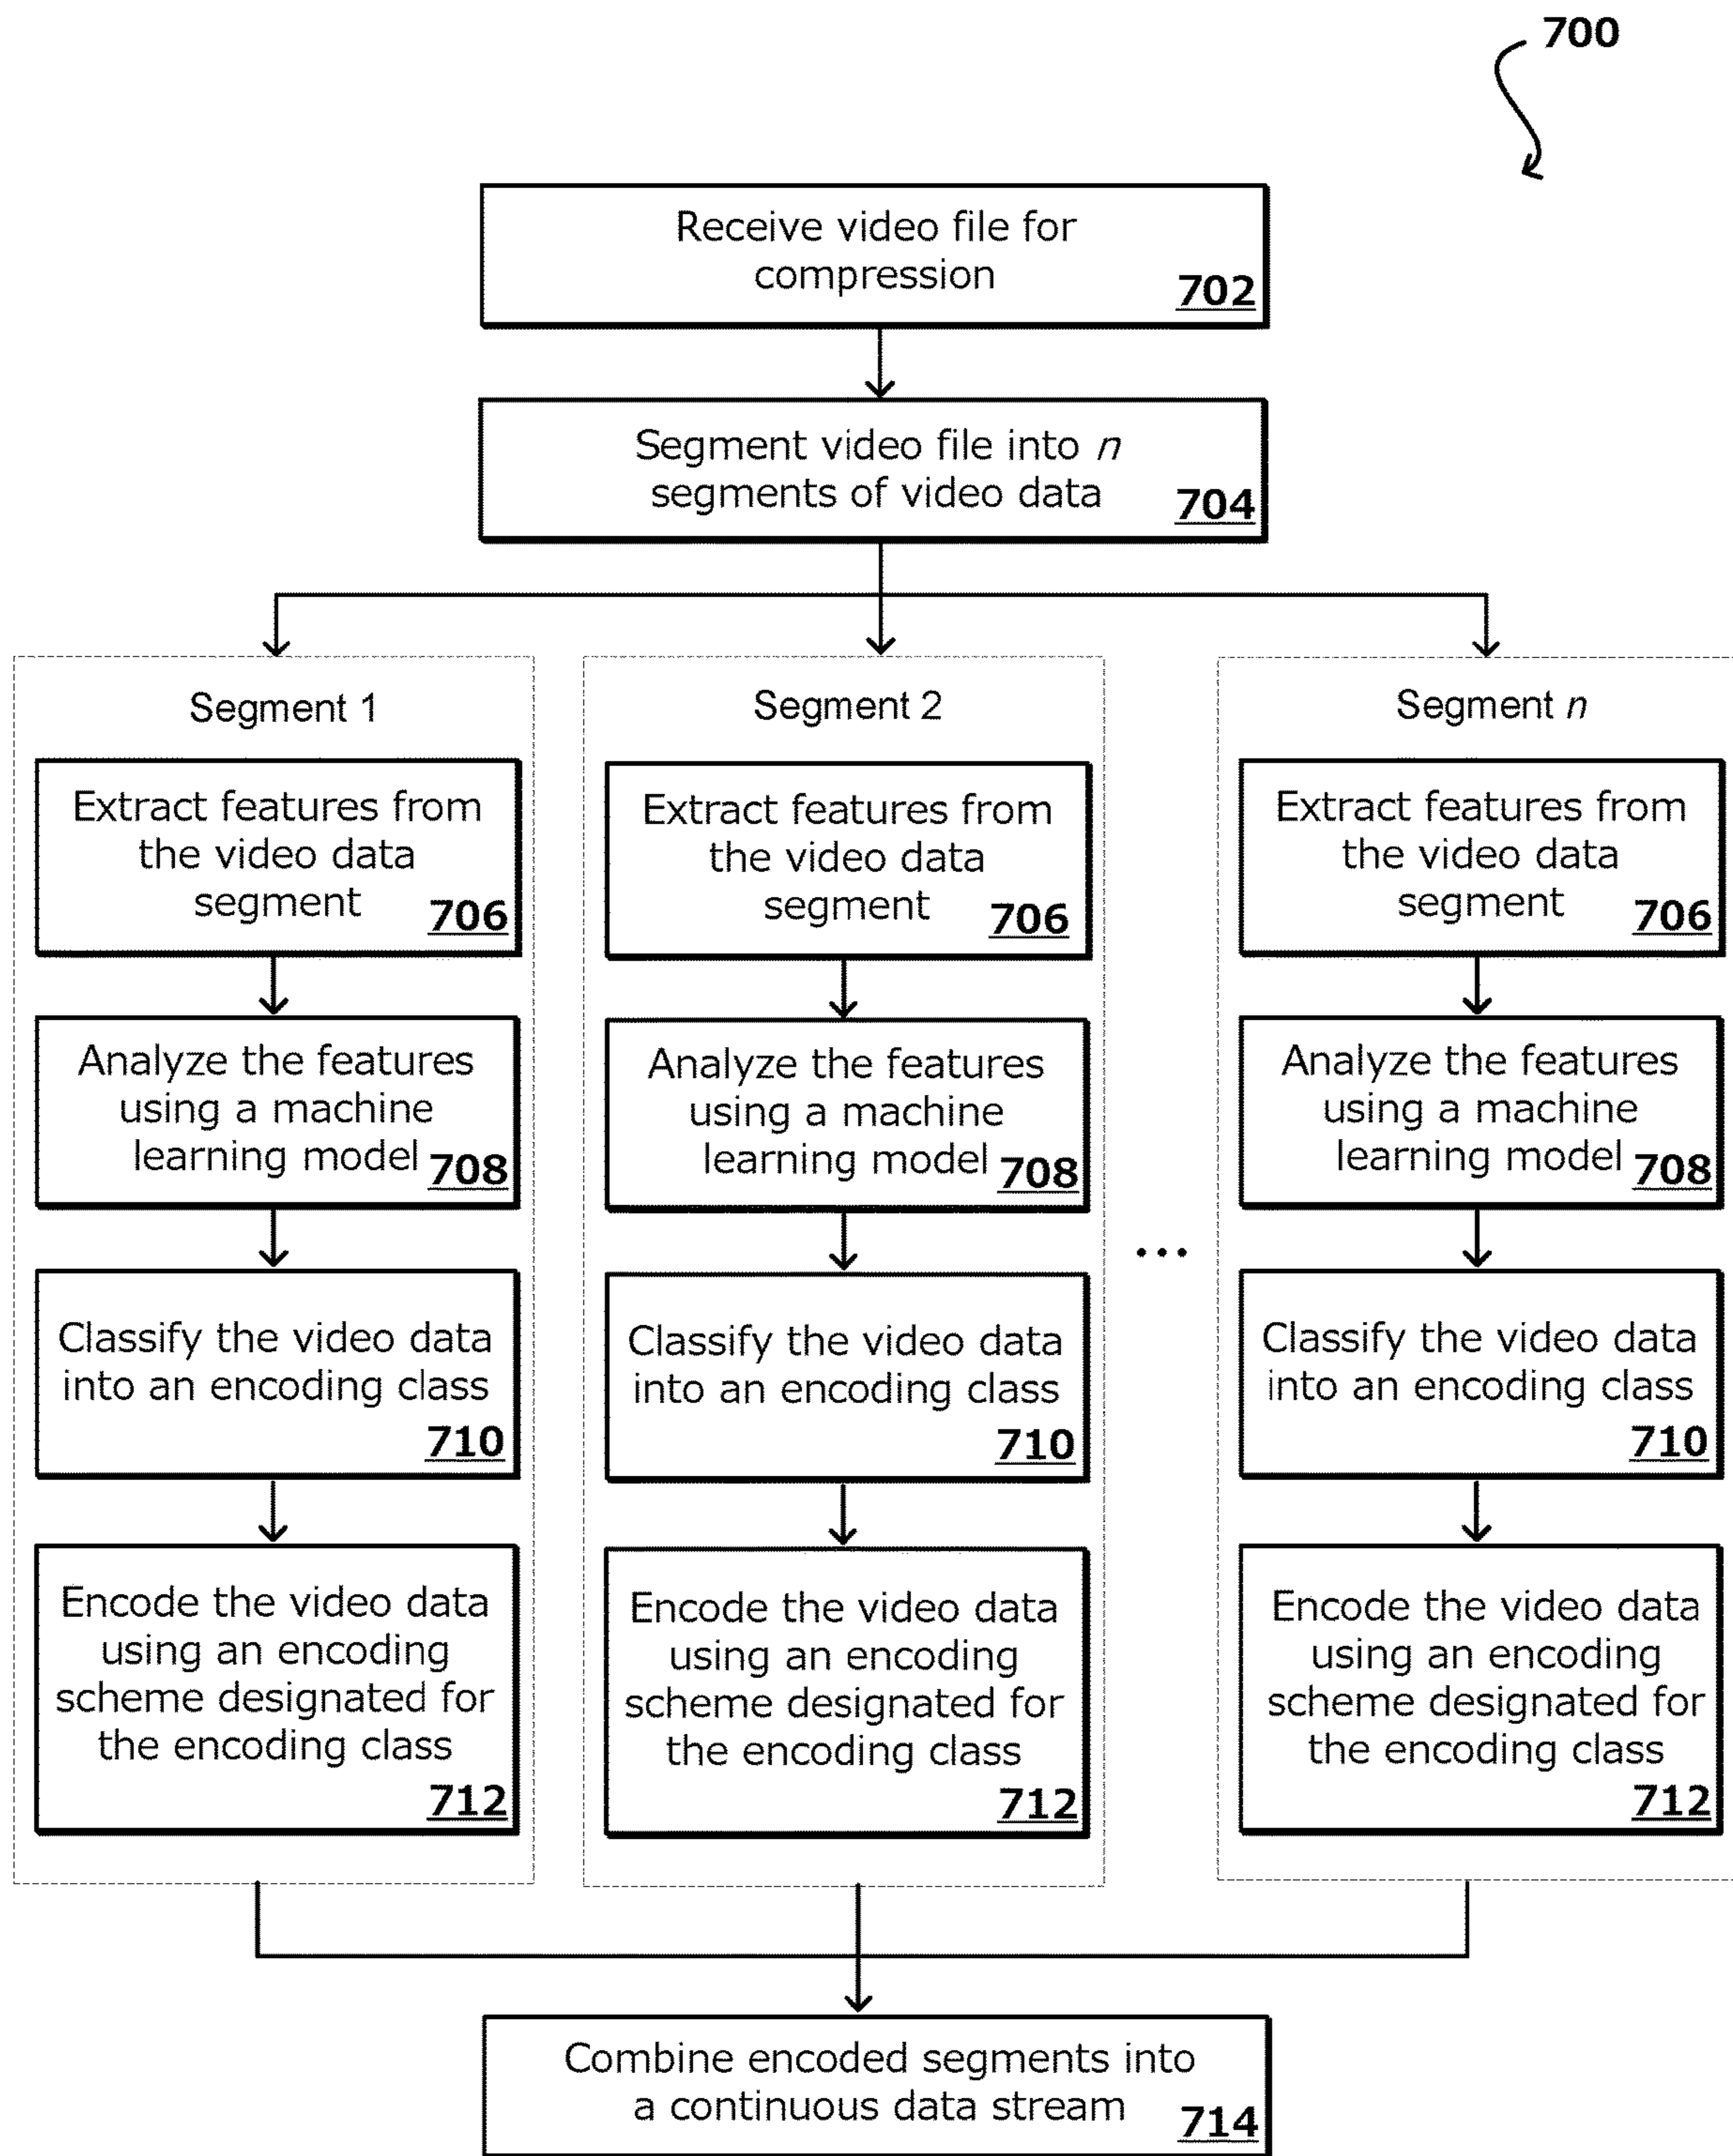 700
Receive video file for
compression
702
Segment video file into n
segments of video data
704
Segment 1
Extract features from
the video data
segment
706
Analyze the features
using a machine
learning model
708
Classify the video data
into an encoding class
710
Encode the video data
using an encoding
scheme designated for
the encoding class
712
Segment 2
Extract features from
the video data
segment
706
Analyze the features
using a machine
learning model
708
Classify the video data
into an encoding class
710
Encode the video data
using an encoding
scheme designated for
the encoding class
712
...
Segment n
Extract features from
the video data
segment
706
Analyze the features
using a machine
learning model
708
Classify the video data
into an encoding class
710
Encode the video data
using an encoding
scheme designated for
the encoding class
712
Combine encoded segments into
a continuous data stream
714